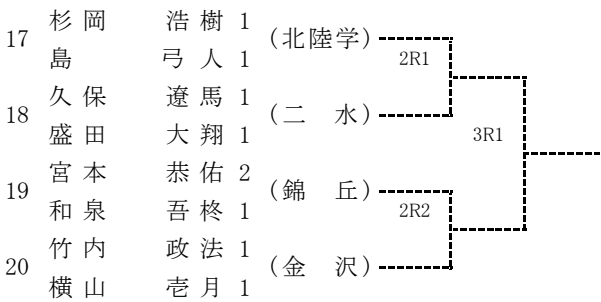 17 杉岡 浩樹 1 (北陸学)
島 弓人 1
2R1
18 久保 遼馬 1 (二 水)
盛田 大翔 1
3R1
19 宮本 恭佑 2 (錦 丘)
和泉 吾柊 1
2R2
20 竹内 政法 1 (金 沢)
横山 壱月 1